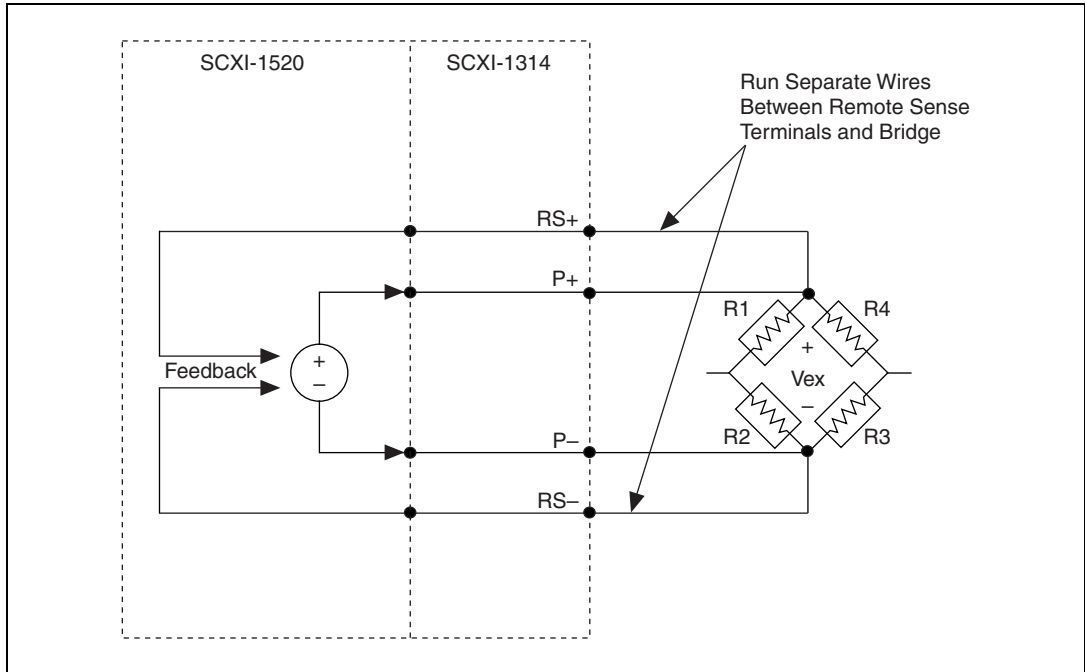 SCXI-1520
SCXI-1314
Run Separate Wires
Between Remote Sense
Terminals and Bridge
RS+
P+
R1
R4
+
Vex
–
R2
R3
Feedback
+
–
P–
RS–